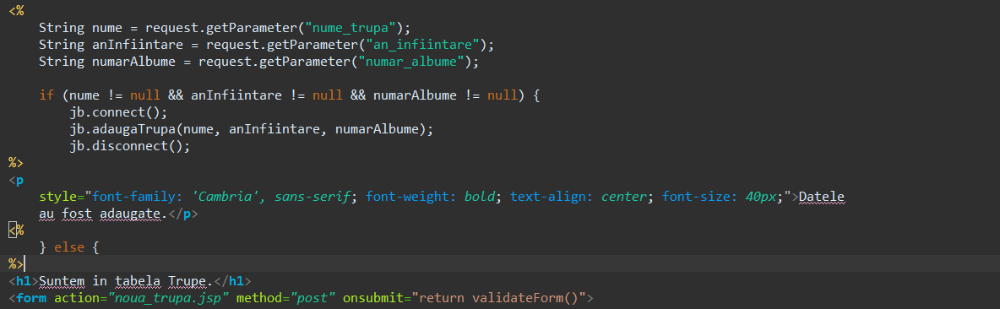 <%
String nume = request.getParameter("nume_trupa");
String anInfiintare = request.getParameter("an_infiintare");
String numarAlbume = request.getParameter("numar_albume");
if (nume != null && anInfiintare != null && numarAlbume != null) {
jb.connect();
jb.adaugaTrupa(nume, anInfiintare, numarAlbume);
jb.disconnect();
%>
<p
style="font-family: 'Cambria', sans-serif; font-weight: bold; text-align: center; font-size: 40px;">Datele
au fost adaugate.</p>
<%
} else {
%>
<h1>Suntem in tabela Trupe.</h1>
<form action="noua_trupa.jsp" method="post" onsubmit="return validateForm()">